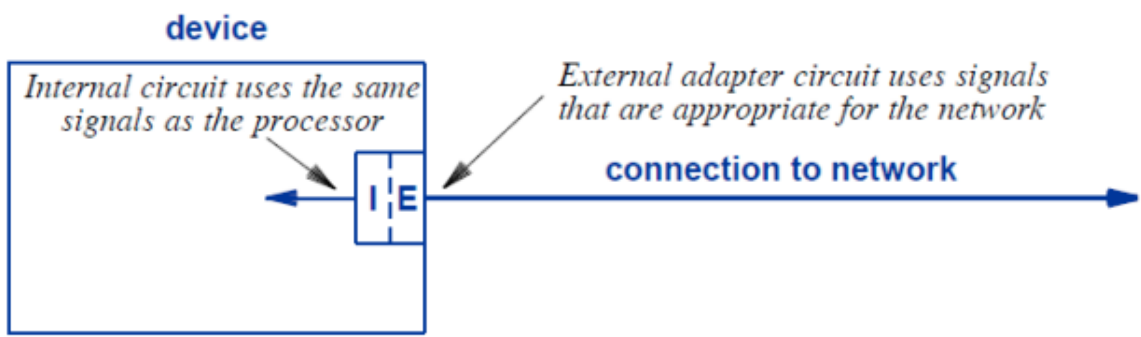 device
Internal circuit uses the same
signals as the processor
External adapter circuit uses signals
that are appropriate for the network
connection to network
I E